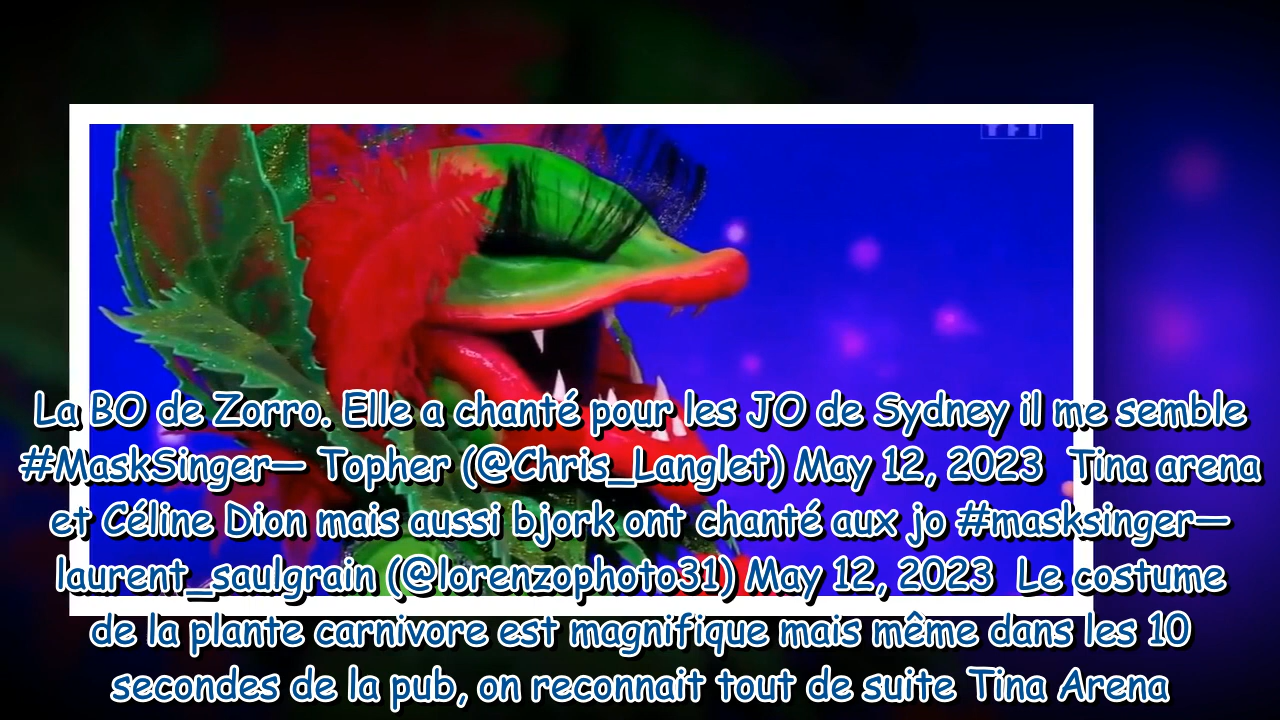 La BO de Zorro. Elle a chanté pour les JO de Sydney il me semble
#MaskSinger— Topher (@Chris_Langlet) May 12, 2023 Tina arena
et Céline Dion mais aussi bjork ont chanté aux jo #masksinger—
laurent_saulgrain (@lorenzophoto31) May 12, 2023 Le costume
de la plante carnivore est magnifique mais même dans les 10
secondes de la pub, on reconnait tout de suite Tina Arena